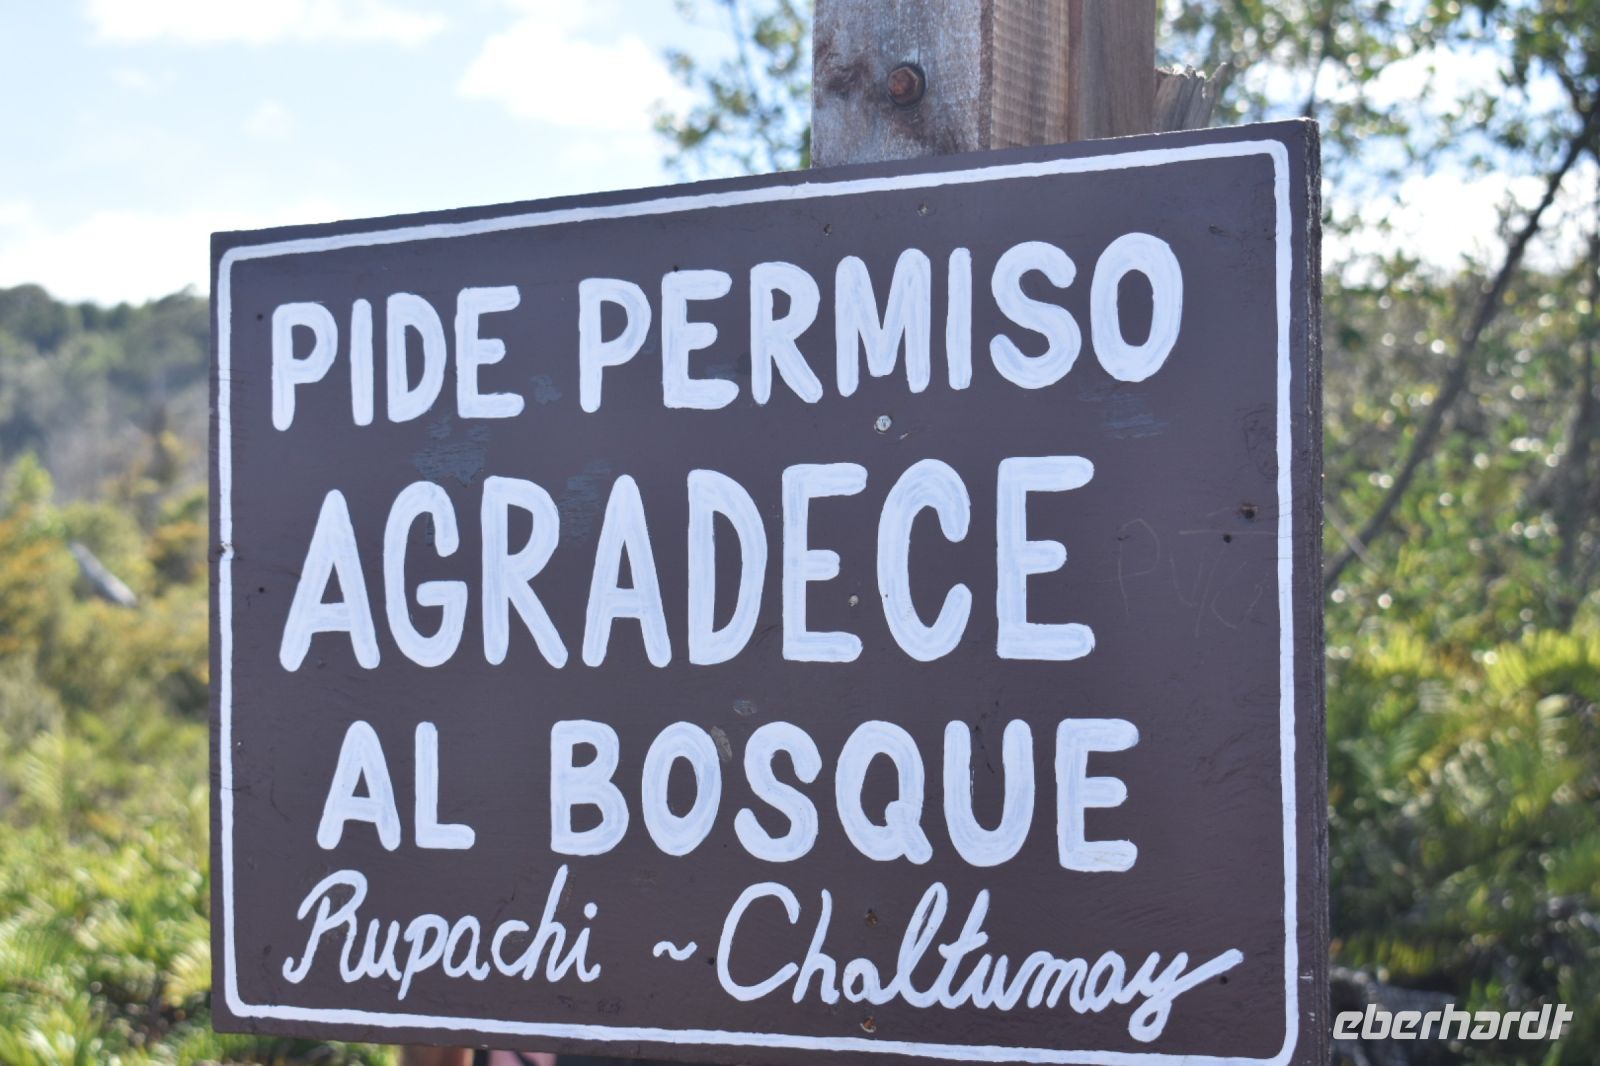 PIDE PERMISO
AGRADECE
AL BOSQUE
Rupachi ~ Chaltumay
eberhardt